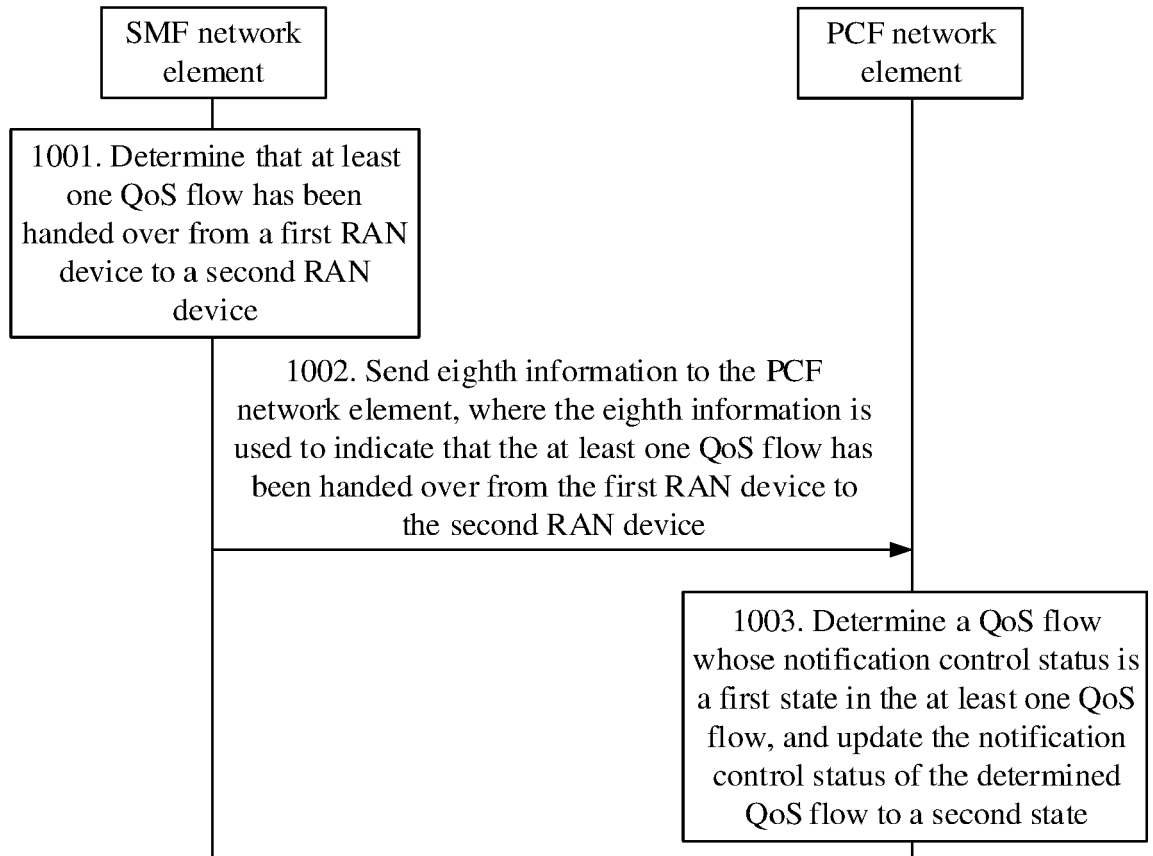 SMF network
element
PCF network
element
1001. Determine that at least
one QoS flow has been
handed over from a first RAN
device to a second RAN
device
1002. Send eighth information to the PCF
network element, where the eighth information is
used to indicate that the at least one QoS flow has
been handed over from the first RAN device to
the second RAN device
1003. Determine a QoS flow
whose notification control status is
a first state in the at least one QoS
flow, and update the notification
control status of the determined
QoS flow to a second state